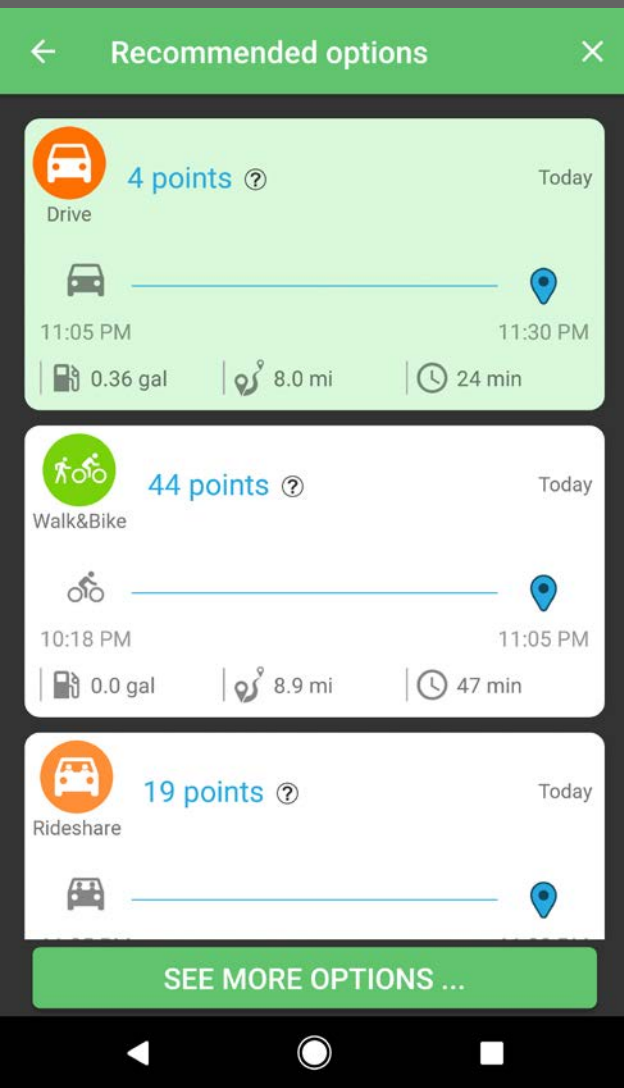 Recommended options
4 points ?
Today
Drive
11:05 PM
11:30 PM
0.36 gal
8.0 mi
24 min
44 points ?
Today
Walk&Bike
10:18 PM
11:05 PM
0.0 gal
8.9 mi
47 min
19 points ?
Today
Rideshare
SEE MORE OPTIONS ...